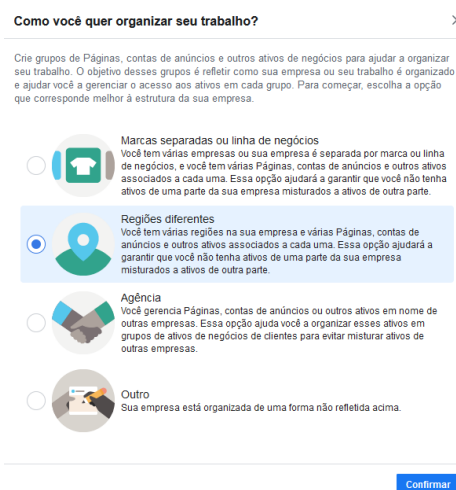 Como você quer organizar seu trabalho?
Crie grupos de Páginas, contas de anúncios e outros ativos de negócios para ajudar a organizar
seu trabalho. O objetivo desses grupos é refletir como sua empresa ou seu trabalho é organizado
e ajudar você a gerenciar o acesso aos ativos em cada grupo. Para começar, escolha a opção
que corresponde melhor à estrutura da sua empresa.
Marcas separadas ou linha de negócios
Você tem várias empresas ou sua empresa é separada por marca ou linha
de negócios, e você tem várias Páginas, contas de anúncios e outros ativos
associados a cada uma. Essa opção ajudará a garantir que você não tenha
ativos de uma parte da sua empresa misturados a ativos de outra parte.
Regiões diferentes
Você tem várias regiões na sua empresa e várias Páginas, contas de
anúncios e outros ativos associados a cada uma. Essa opção ajudará a
garantir que você não tenha ativos de uma parte da sua empresa
misturados a ativos de outra parte.
Agência
Você gerencia Páginas, contas de anúncios ou outros ativos em nome de
outras empresas. Essa opção ajuda você a organizar esses ativos em
grupos de ativos de negócios de clientes para evitar misturar ativos de
outras empresas.
Outro
Sua empresa está organizada de uma forma não refletida acima.
Confirmar